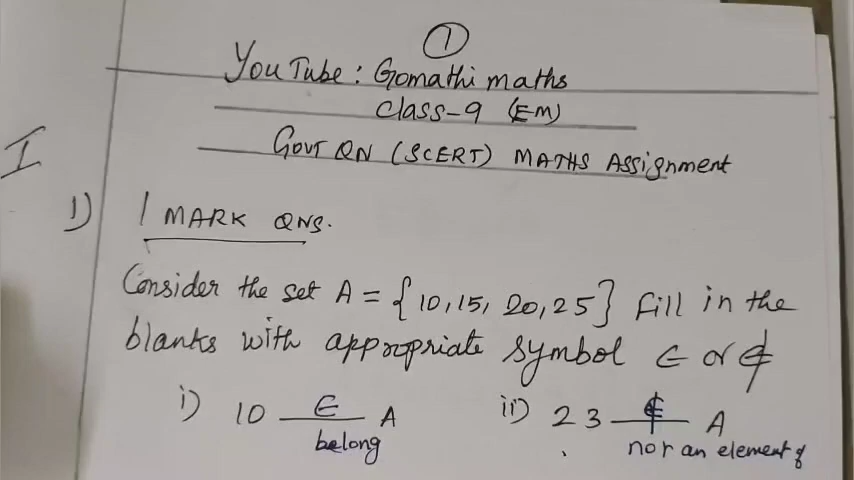 1
YouTube: Gomathi maths
Class-9 (EM)
Govt QN (SCERT) MATHS Assignment
I
1) 1 MARK QNS.
Consider the set A = {10, 15, 20, 25} Fill in the
blanks with appropriate symbol ∈ or ∉
i) 10 ∈ A ii) 23 ∉ A
belong not an element of